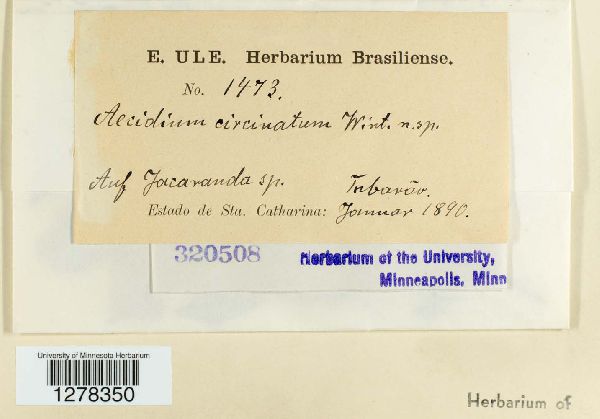 E. ULE. Herbarium Brasiliense.
No. 1473.
Aecidium circinatum Wint. n. sp.
Auf Jacaranda sp. Tubarão.
Estado de Sta. Catharina: Januar 1890.
320508 Herbarium of the University,
Minneapolis, Minn
University of Minnesota Herbarium
1278350
Herbarium of